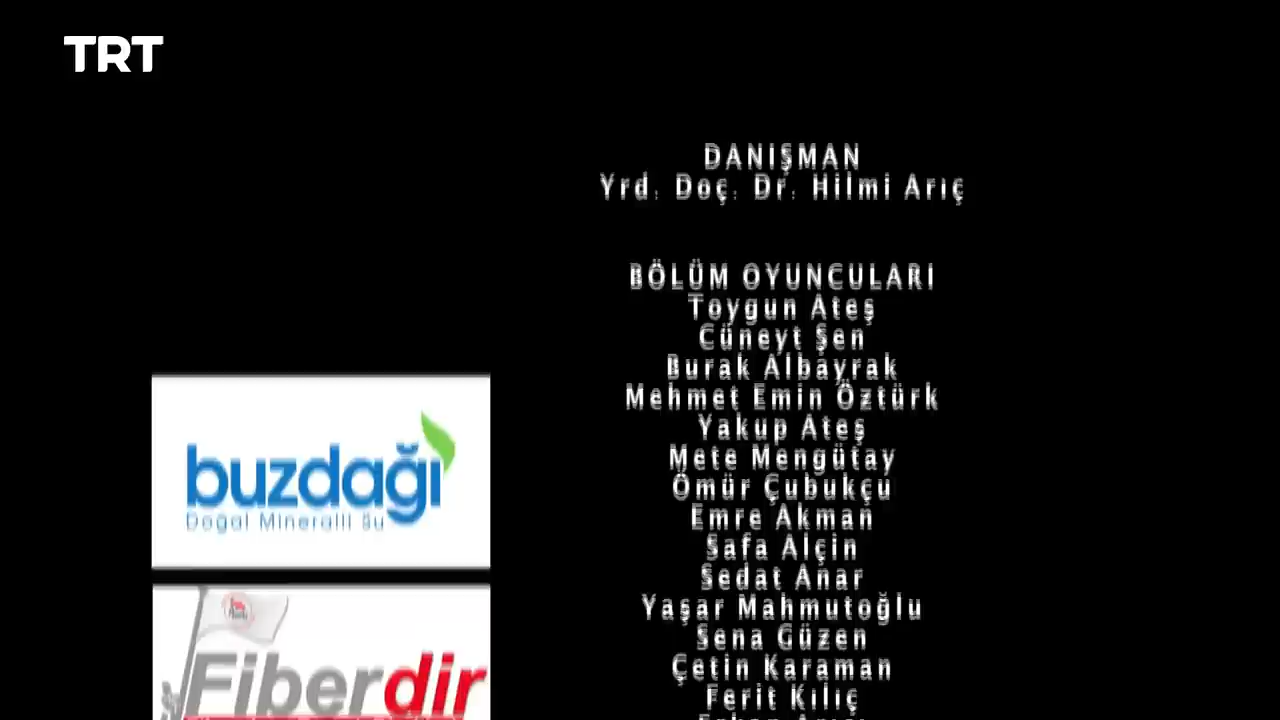 TRT
DANIŞMAN
Yrd. Doç. Dr. Hilmi Arıç
BÖLÜM OYUNCULARI
Toygun Ateş
Cüneyt Şen
Burak Albayrak
Mehmet Emin Öztürk
Yakup Ateş
Mete Mengütay
Ömür Çubukçu
Emre Akman
Safa Alçin
Sedat Anar
Yaşar Mahmutoğlu
Sena Güzen
Çetin Karaman
Ferit Kılıç
buzdağı
Doğal Mineralli Su
Fiberdir